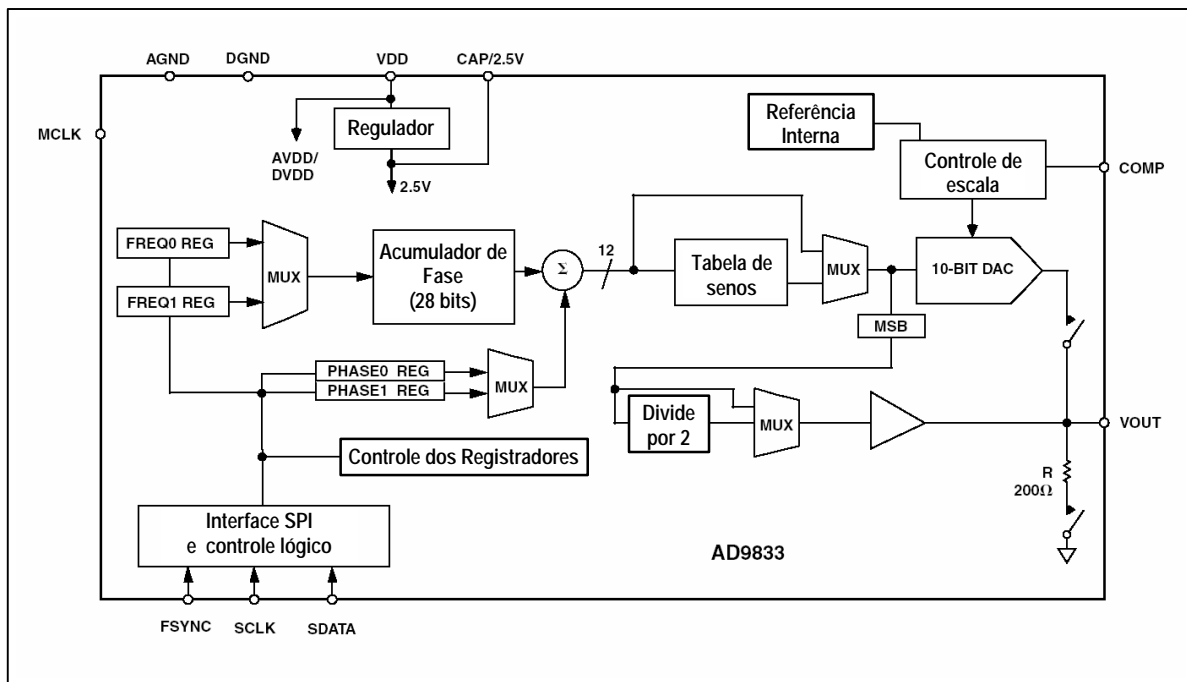 AGND
DGND
VDD
CAP/2.5V
MCLK
Regulador
AVDD/
DVDD
2.5V
Referência
Interna
Controle de
escala
COMP
FREQ0 REG
FREQ1 REG
MUX
Acumulador de
Fase
(28 bits)
Σ
12
Tabela de
senos
MUX
10-BIT DAC
MSB
PHASE0 REG
PHASE1 REG
MUX
Divide
por 2
MUX
VOUT
Controle dos Registradores
R
200Ω
Interface SPI
e controle lógico
AD9833
FSYNC
SCLK
SDATA